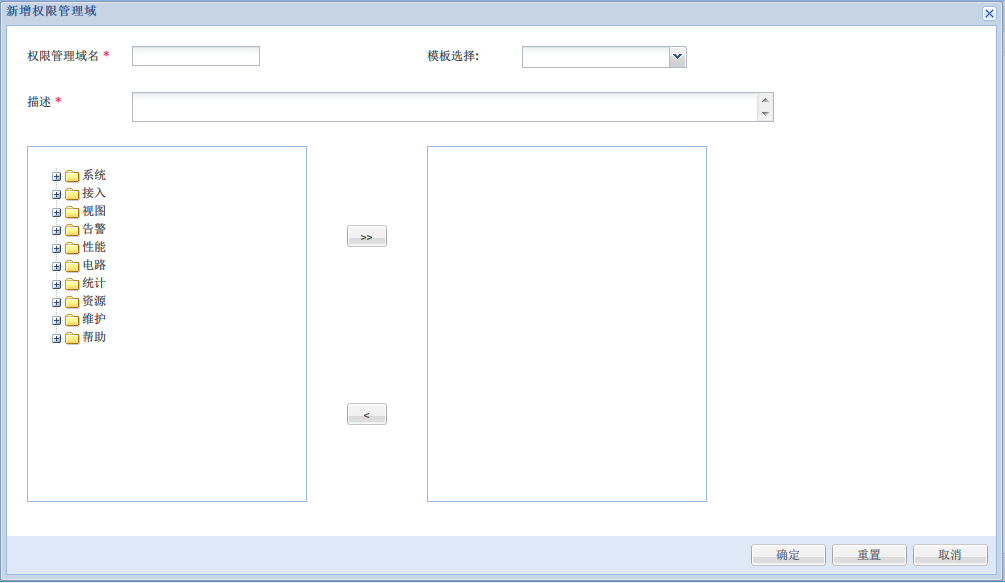 新增权限管理域
权限管理域名 * 模板选择:
描述 *
系统
接入
视图
告警
性能
电路
统计
资源
维护
帮助
>>
<
确定 重置 取消